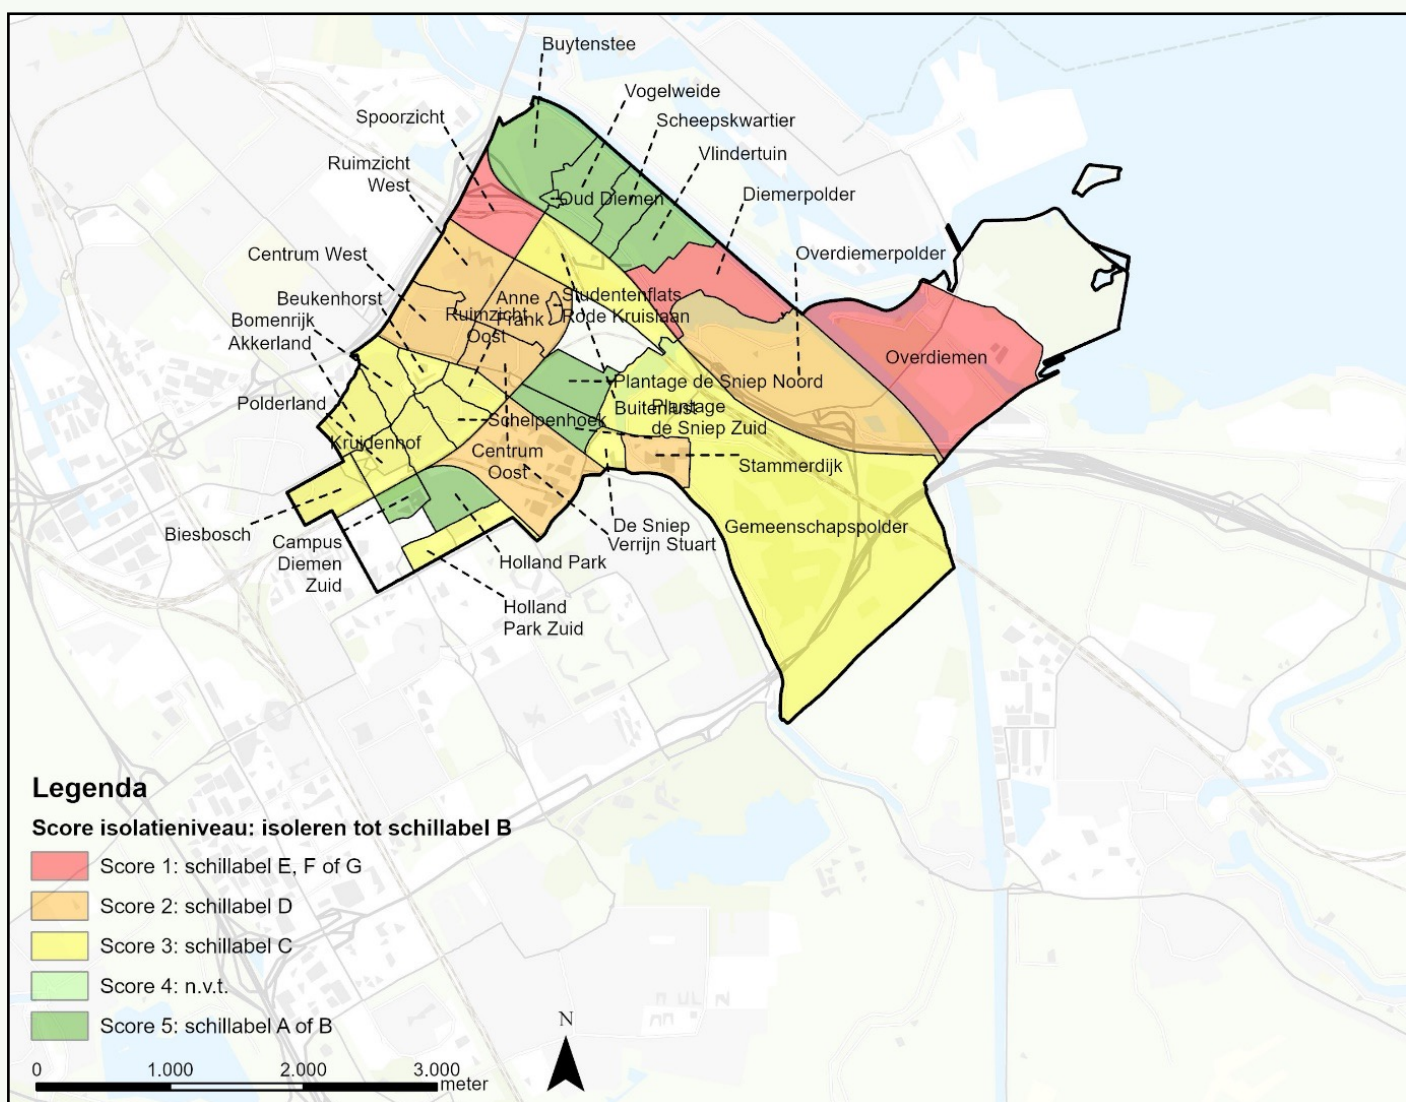 Buytenstee
Vogelweide
Spoorzicht
Scheepskwartier
Ruimzicht
West
Vlindertuin
Diemerpolder
Oud Diemen
Centrum West
Overdiemerpolder
Beukenhorst
Anne
Frank
Studentenflats
Rode Kruislaan
Bomenrijk
Ruimzicht
Oost
Akkerland
Overdiemen
Plantage de Sniep Noord
Polderland
Buitenlust
Plantage
de Sniep Zuid
Schelpenhoek
Kruidenhof
Centrum
Oost
Stammerdijk
Biesbosch
Campus
Diemen
Zuid
De Sniep
Verrijn Stuart
Gemeenschapspolder
Holland Park
Holland
Park Zuid
Legenda
Score isolatieniveau: isoleren tot schillabel B
Score 1: schillabel E, F of G
Score 2: schillabel D
Score 3: schillabel C
Score 4: n.v.t.
Score 5: schillabel A of B
N
0 1.000 2.000 3.000
meter